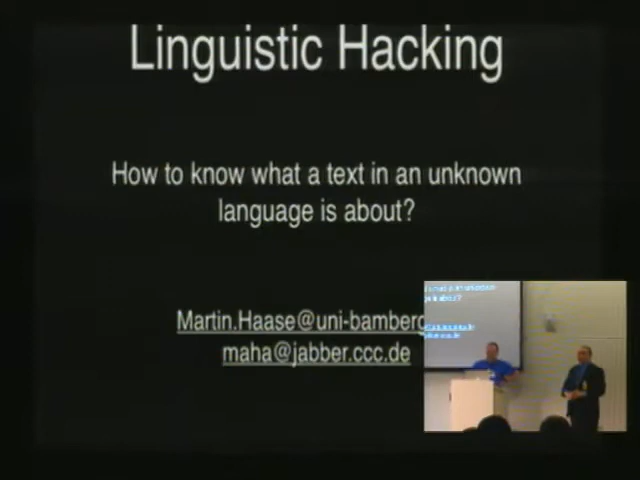 Linguistic Hacking
How to know what a text in an unknown
language is about?
Martin.Haase@uni-bamberg
maha@jabber.ccc.de